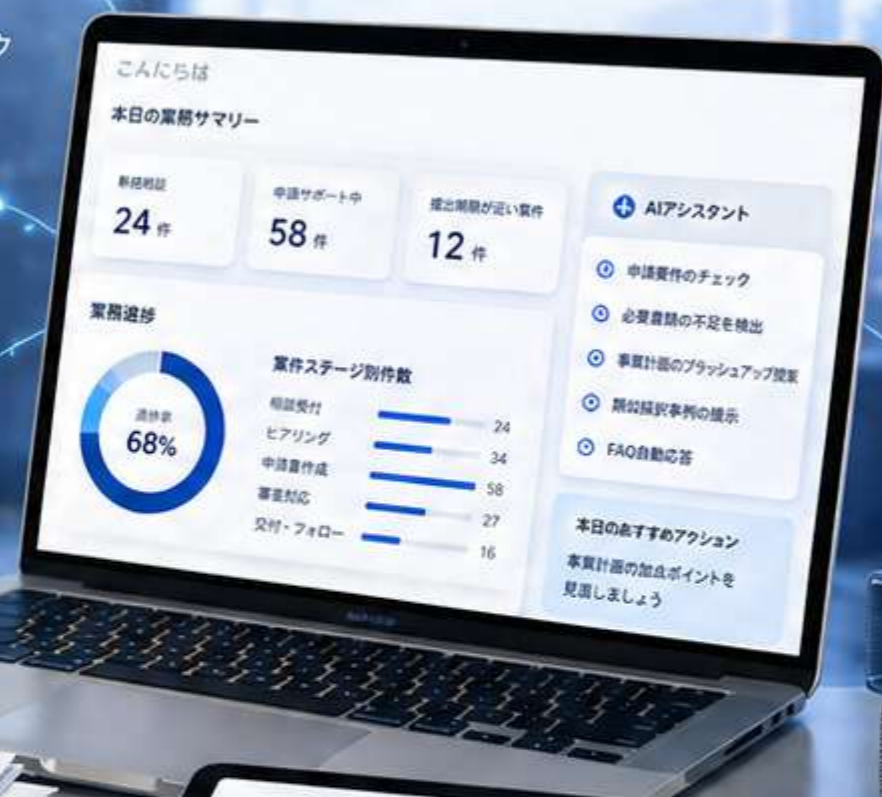 ク
こんにちは
本日の業務サマリー
新規相談
24 件
申請サポート中
58 件
提出期限が近い案件
12 件
業務進捗
進捗率
68%
案件ステージ別件数
相談受付 24
ヒアリング 34
申請書作成 58
審査対応 27
交付・フォロー 16
AIアシスタント
申請要件のチェック
必要書類の不足を検出
事業計画のブラッシュアップ提案
類似採択事例の提示
FAQ自動応答
本日のおすすめアクション
事業計画の加点ポイントを
見直しましょう